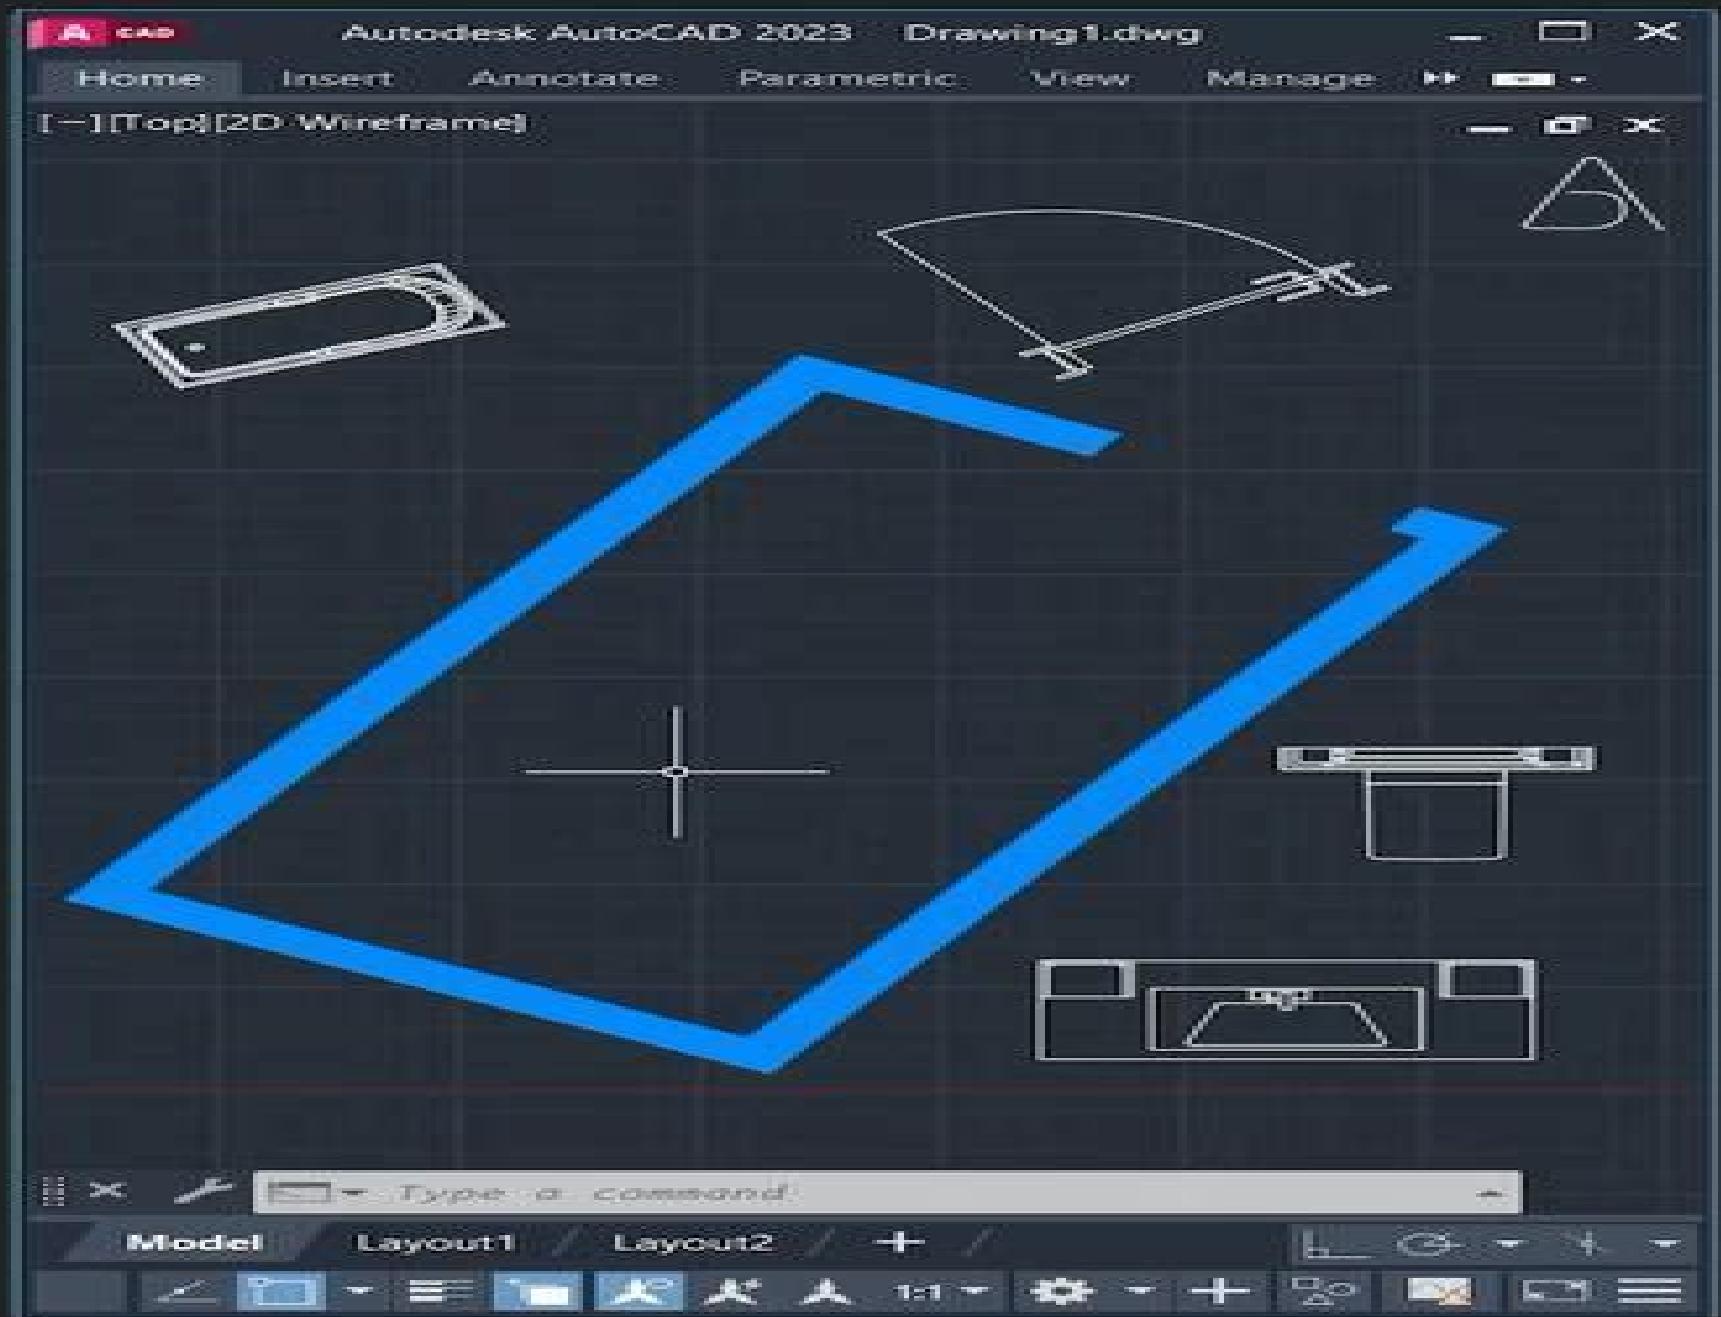 A CAD Autodesk AutoCAD 2023 Drawing1.dwg
Home Insert Annotate Parametric View Manage
[-][Top][2D Wireframe]
Type a command
Model Layout1 Layout2
1:1